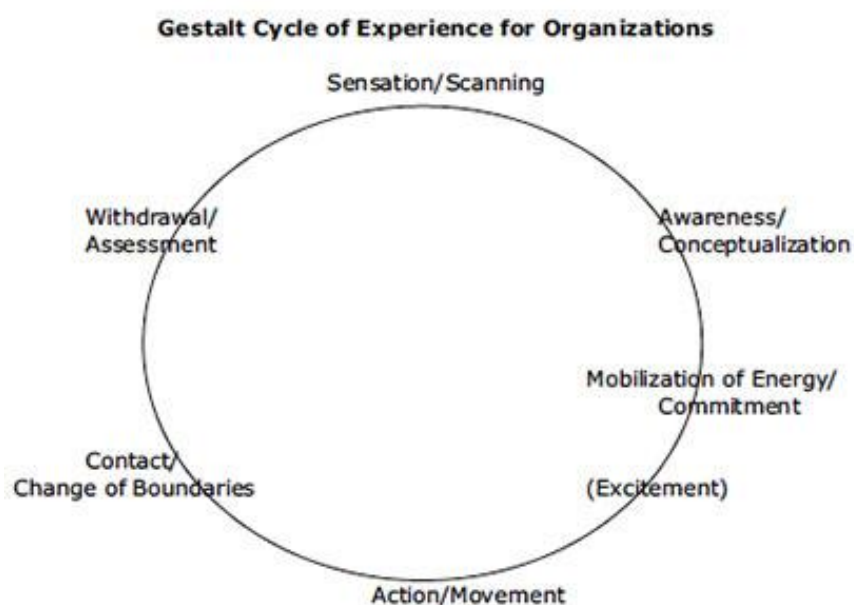 Gestalt Cycle of Experience for Organizations
Sensation/Scanning
Withdrawal/
Assessment
Awareness/
Conceptualization
Mobilization of Energy/
Commitment
Contact/
Change of Boundaries
(Excitement)
Action/Movement